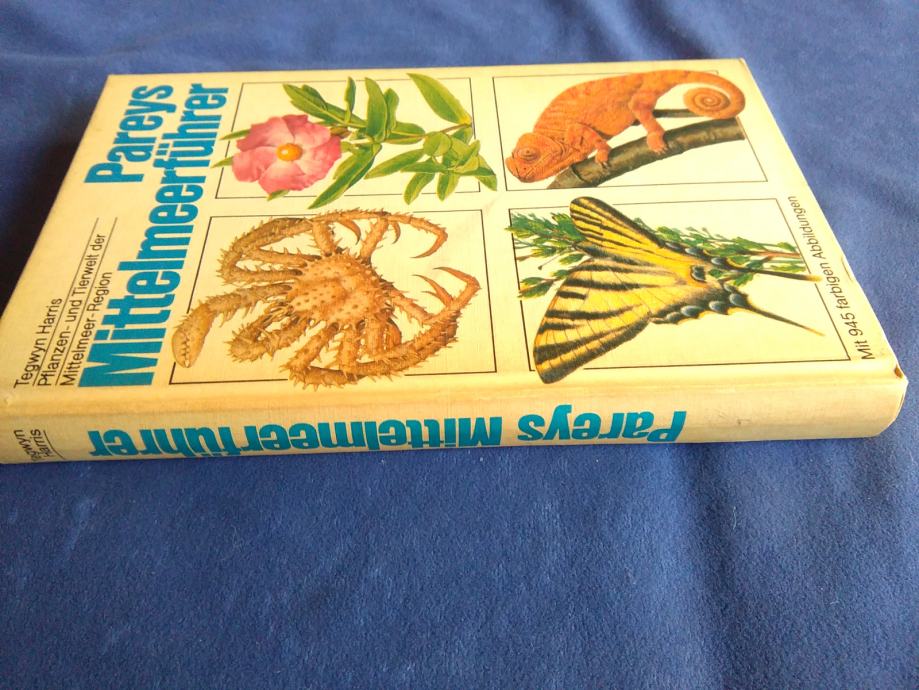 Tegwyn Harris
Pflanzen- und Tierwelt der
Mittelmeer-Region
Pareys
Mittelmeerführer
Mit 945 farbigen Abbildungen
Tegwyn
Harris
Pareys Mittelmeerführer